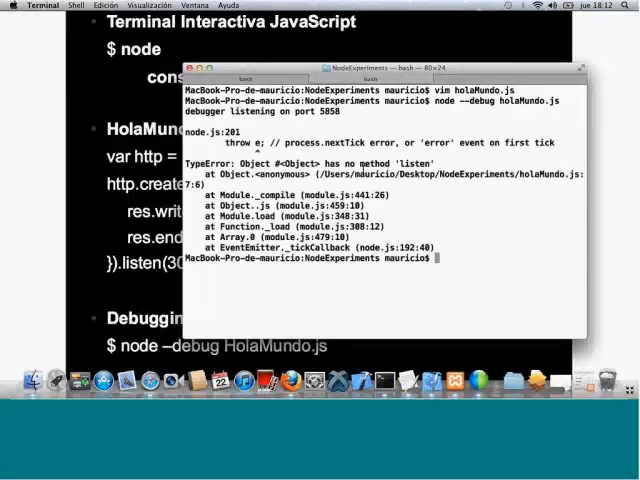 Terminal Shell Edición Visualización Ventana Ayuda jue 18:12
Terminal Interactiva JavaScript
$ node
cons
HolaMund
var http =
http.create
res.writ
res.end
}).listen(30
Debuggin
$ node –debug HolaMundo.js
NodeExperiments — bash — 80×24
bash bash
MacBook-Pro-de-mauricio:NodeExperiments mauricio$ vim holaMundo.js
MacBook-Pro-de-mauricio:NodeExperiments mauricio$ node --debug holaMundo.js
debugger listening on port 5858
node.js:201
throw e; // process.nextTick error, or 'error' event on first tick
^
TypeError: Object #<Object> has no method 'listen'
at Object.<anonymous> (/Users/mauricio/Desktop/NodeExperiments/holaMundo.js:
7:6)
at Module._compile (module.js:441:26)
at Object..js (module.js:459:10)
at Module.load (module.js:348:31)
at Function._load (module.js:308:12)
at Array.0 (module.js:479:10)
at EventEmitter._tickCallback (node.js:192:40)
MacBook-Pro-de-mauricio:NodeExperiments mauricio$
22